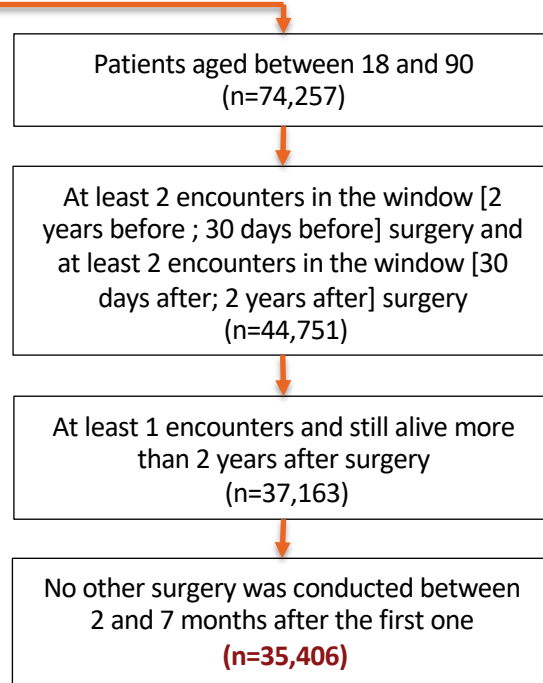 Patients aged between 18 and 90
(n=74,257)
At least 2 encounters in the window [2
years before ; 30 days before] surgery and
at least 2 encounters in the window [30
days after; 2 years after] surgery
(n=44,751)
At least 1 encounters and still alive more
than 2 years after surgery
(n=37,163)
No other surgery was conducted between
2 and 7 months after the first one
(n=35,406)